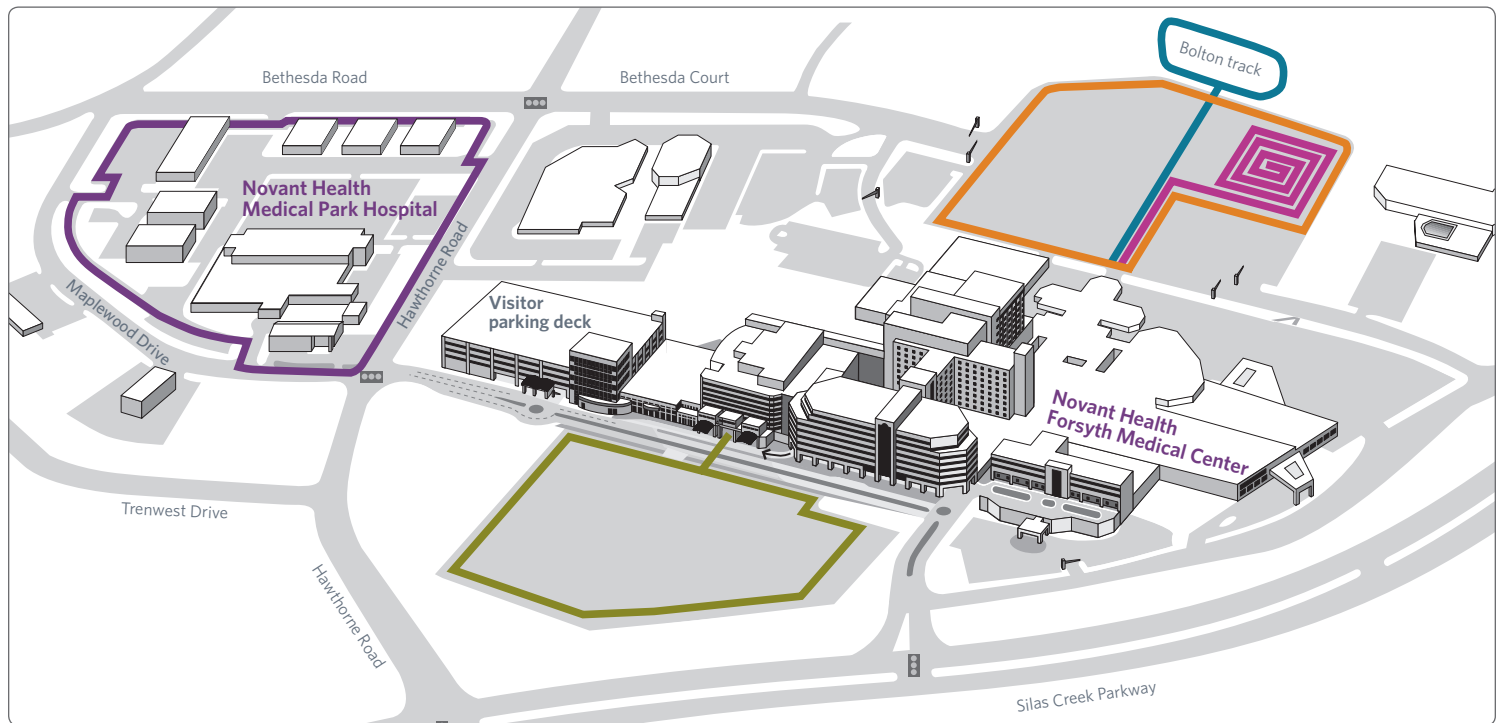 Bolton track
Bethesda Road
Bethesda Court
Novant Health
Medical Park Hospital
Hawthorne Road
Maplewood Drive
Visitor
parking deck
Novant Health
Forsyth Medical Center
Trenwest Drive
Hawthorne Road
Silas Creek Parkway